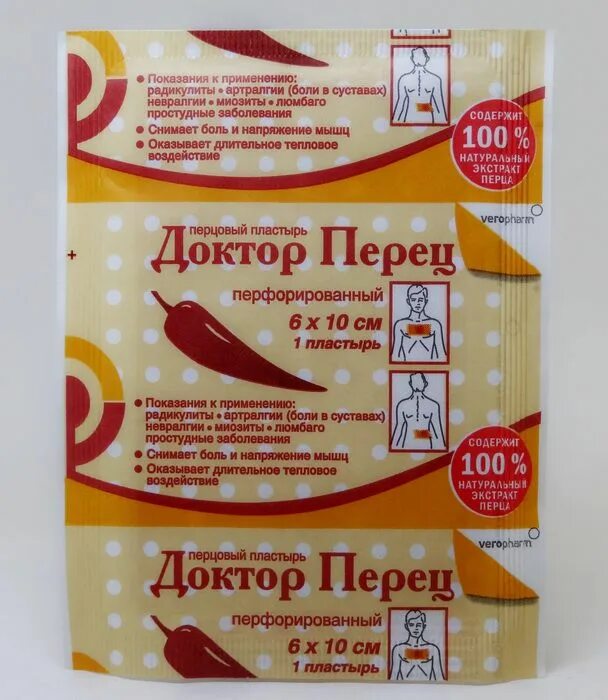 • Показания к применению:
радикулиты • артралгии (боли в суставах)
невралгии • миозиты • люмбаго
простудные заболевания
• Снимает боль и напряжение мышц
• Оказывает длительное тепловое
воздействие
СОДЕРЖИТ
100 %
НАТУРАЛЬНЫЙ
ЭКСТРАКТ
ПЕРЦА
veropharm
перцовый пластырь
Доктор Перец
перфорированный
6 х 10 см
1 пластырь
• Показания к применению:
радикулиты • артралгии (боли в суставах)
невралгии • миозиты • люмбаго
простудные заболевания
• Снимает боль и напряжение мышц
• Оказывает длительное тепловое
воздействие
СОДЕРЖИТ
100 %
НАТУРАЛЬНЫЙ
ЭКСТРАКТ
ПЕРЦА
veropharm
перцовый пластырь
Доктор Перец
перфорированный
6 х 10 см
1 пластырь